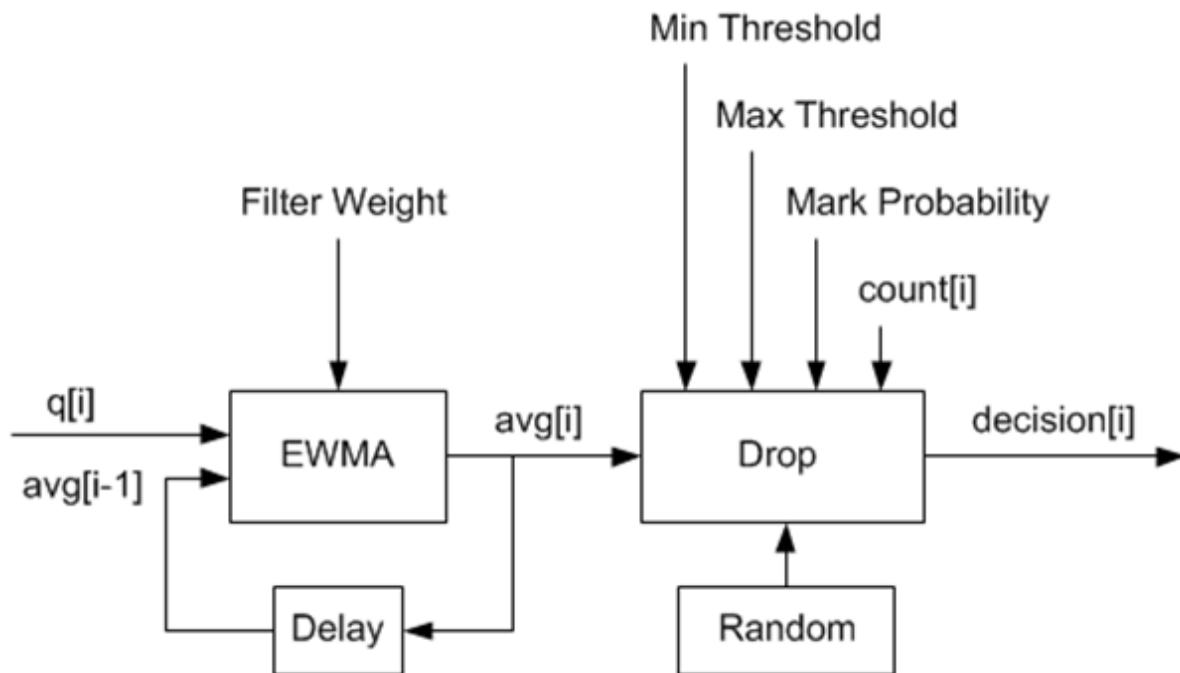 Min Threshold
Max Threshold
Filter Weight
Mark Probability
count[i]
q[i]
avg[i]
decision[i]
EWMA
Drop
avg[i-1]
Delay
Random